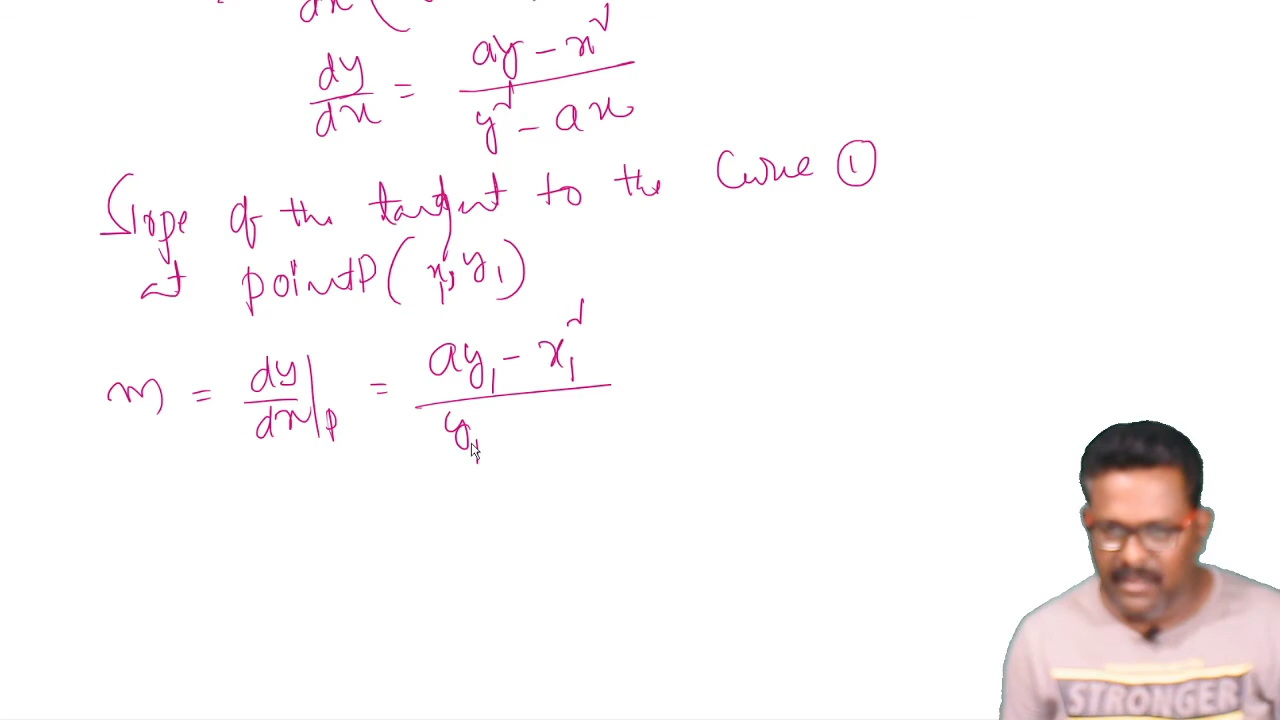 dy/dx = (ay - x²)/(y² - ax)
Slope of the tangent to the Curve ①
at point P(x₁, y₁)
m = dy/dx|P = (ay₁ - x₁²)/y₁
STRONGER